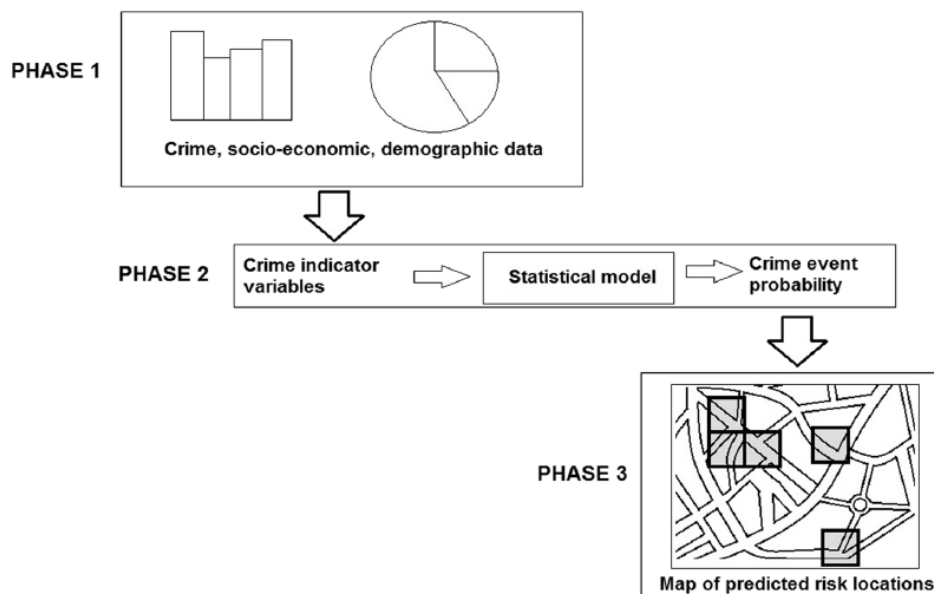 PHASE 1
Crime, socio-economic, demographic data
PHASE 2
Crime indicator
variables
Statistical model
Crime event
probability
PHASE 3
Map of predicted risk locations